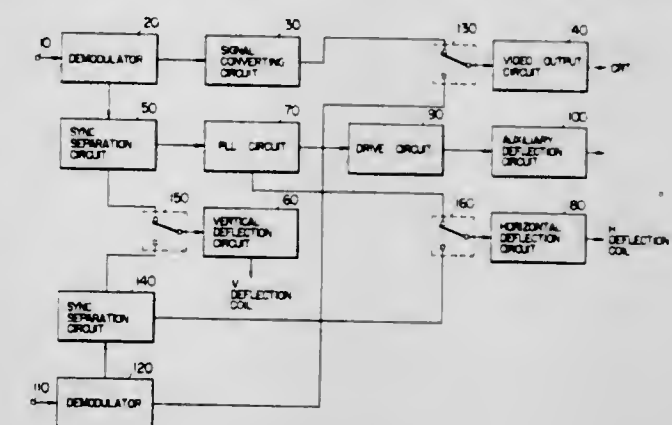 20
30
130
40
10
DEMODULATOR
SIGNAL
CONVERTING
CIRCUIT
VIDEO OUTPUT
CIRCUIT
CRT
50
70
90
100
SYNC
SEPARATION
CIRCUIT
PLL CIRCUIT
DRIVE CIRCUIT
AUXILIARY
DEFLECTION
CIRCUIT
150
60
160
80
VERTICAL
DEFLECTION
CIRCUIT
HORIZONTAL
DEFLECTION
CIRCUIT
H
DEFLECTION
COIL
V
DEFLECTION
COIL
140
SYNC
SEPARATION
CIRCUIT
120
110
DEMODULATOR